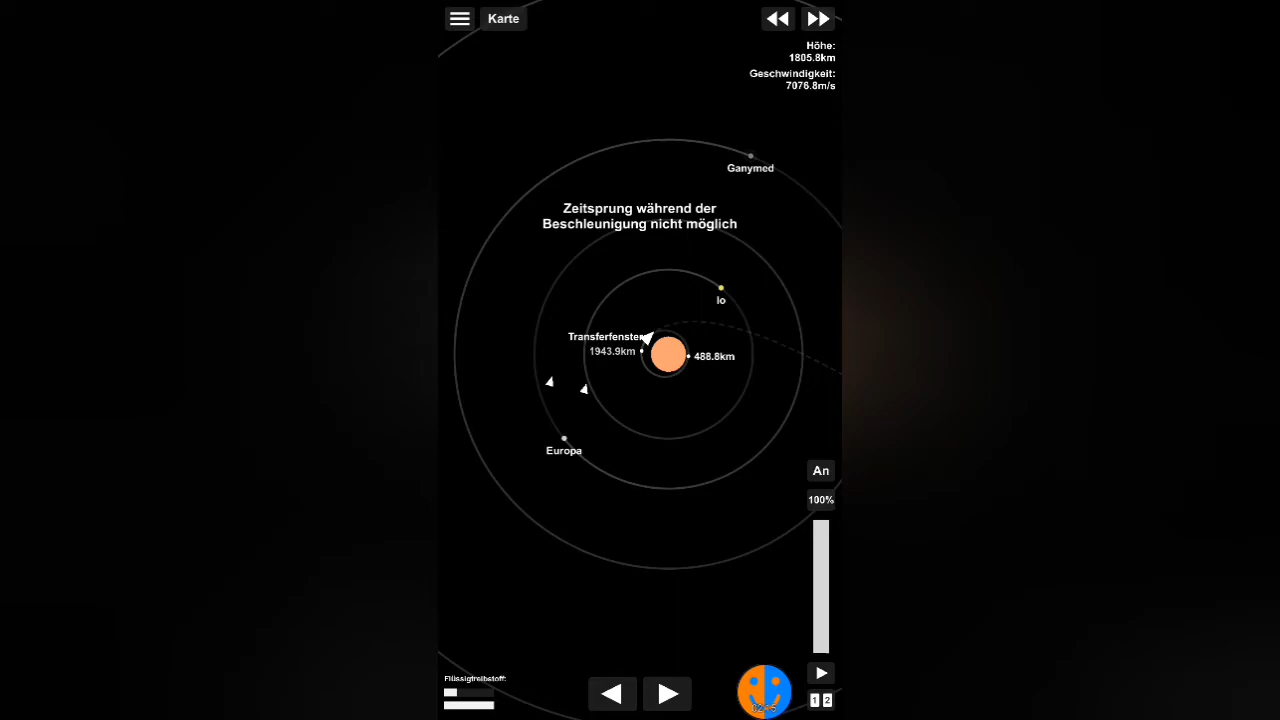 Karte
Höhe:
1805.8km
Geschwindigkeit:
7076.8m/s
Ganymed
Zeitsprung während der
Beschleunigung nicht möglich
Io
Transferfenster
1943.9km
488.8km
Europa
An
100%
Flüssigtreibstoff:
1 2